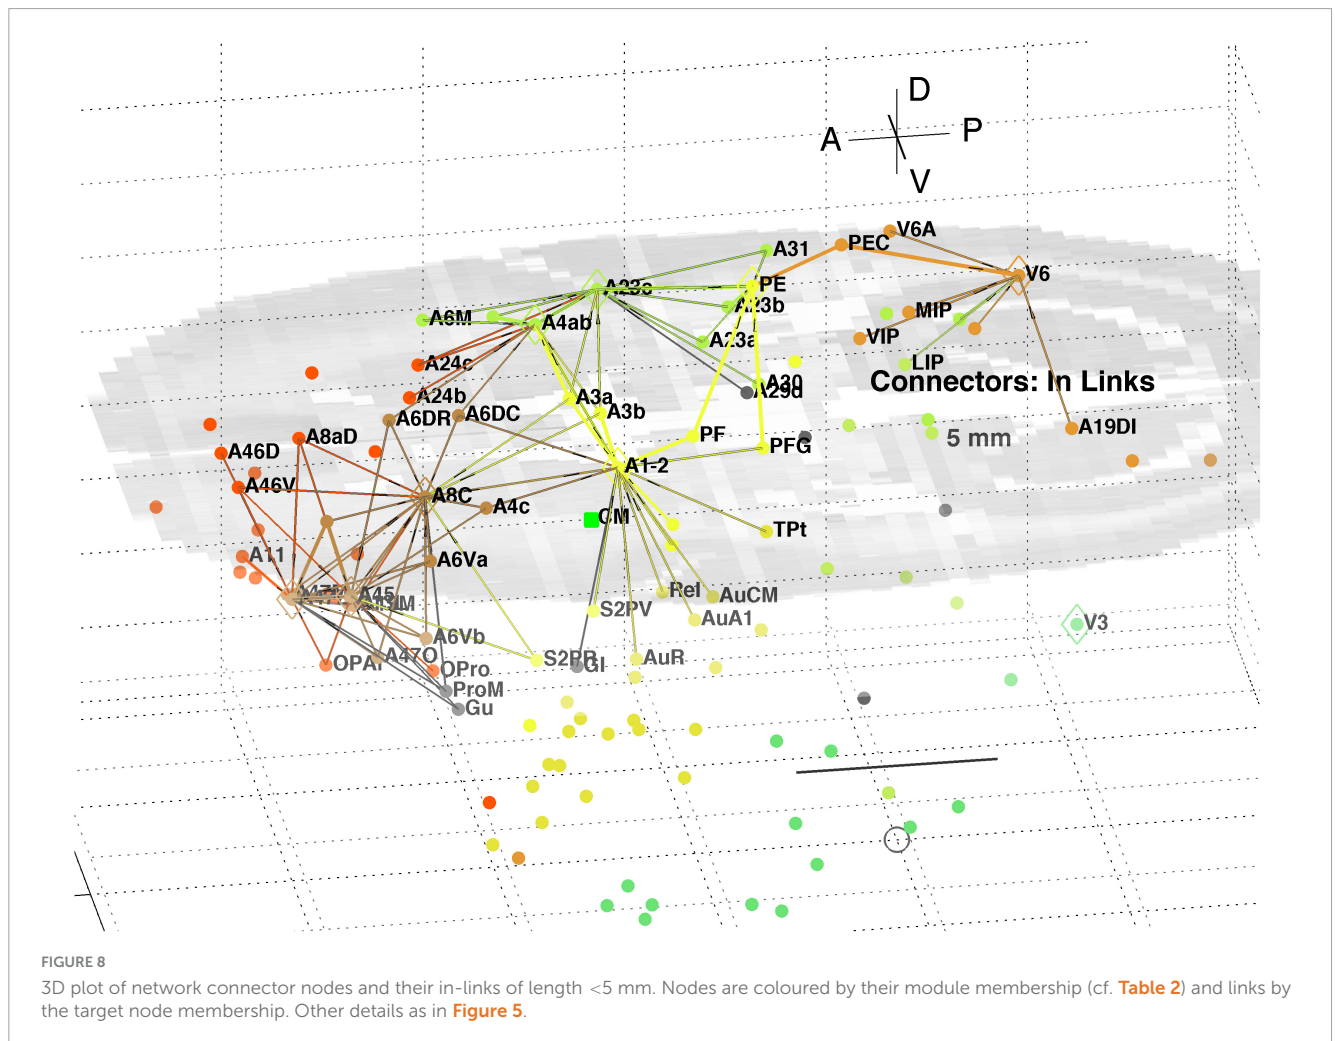 D
A P
V
V6A
PEC
A31
V6
PE
A23c
A23b
MIP
A6M
A4ab
VIP
A23a
LIP
A24c
A30
Connectors: In Links
A29d
A24b
A3a
A3b
A6DR
A6DC
A19DI
PF
5 mm
A8aD
PFG
A46D
A1-2
A46V
A8C
A4c
CM
TPt
A11
A6Va
A45
ReI
AuCM
S2PV
AuA1
V3
A6Vb
A47O
S2PR
GI
AuR
OPro
ProM
Gu
FIGURE 8
3D plot of network connector nodes and their in-links of length <5 mm. Nodes are coloured by their module membership (cf. Table 2) and links by
the target node membership. Other details as in Figure 5.